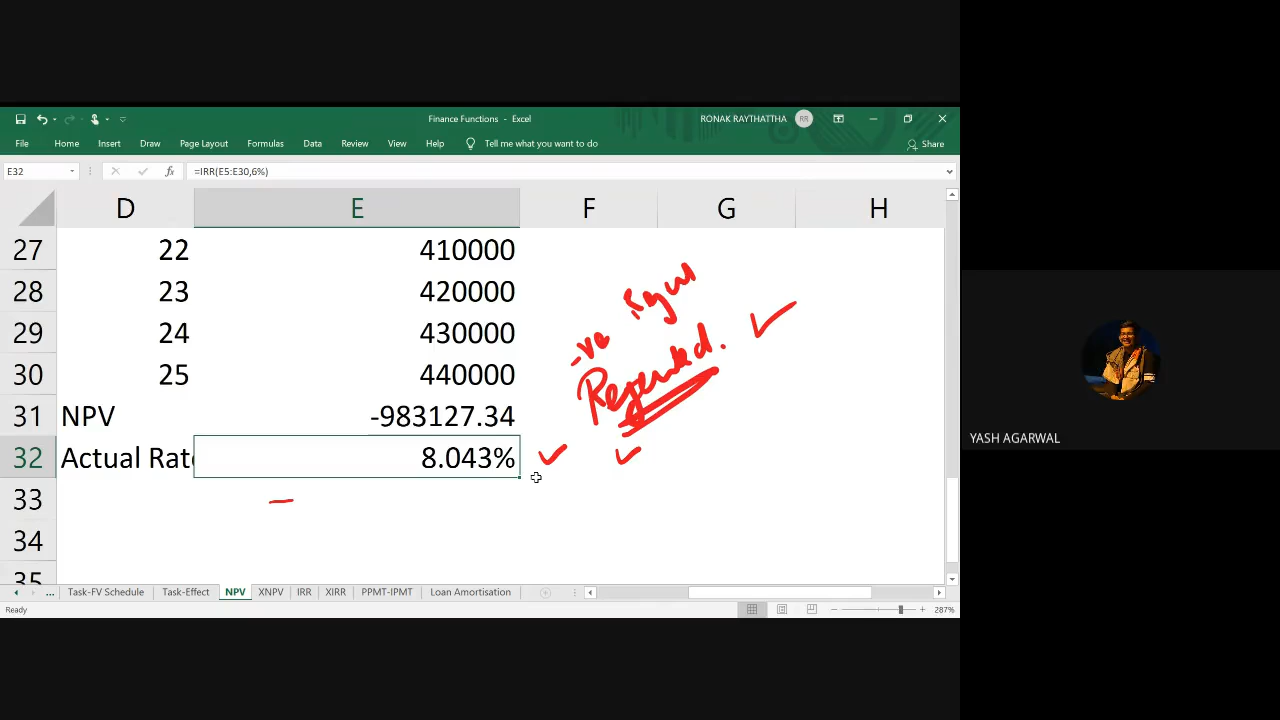 Finance Functions - Excel
RONAK RAYTHATTHA
RR
File Home Insert Draw Page Layout Formulas Data Review View Help Tell me what you want to do
Share
E32
=IRR(E5:E30,6%)
D E F G H
27 22 410000
28 23 420000
29 24 430000
30 25 440000
31 NPV -983127.34
32 Actual Rate 8.043%
33
34
35
-ve
YASH AGARWAL
... Task-FV Schedule Task-Effect NPV XNPV IRR XIRR PPMT-IPMT Loan Amortisation
Ready
287%